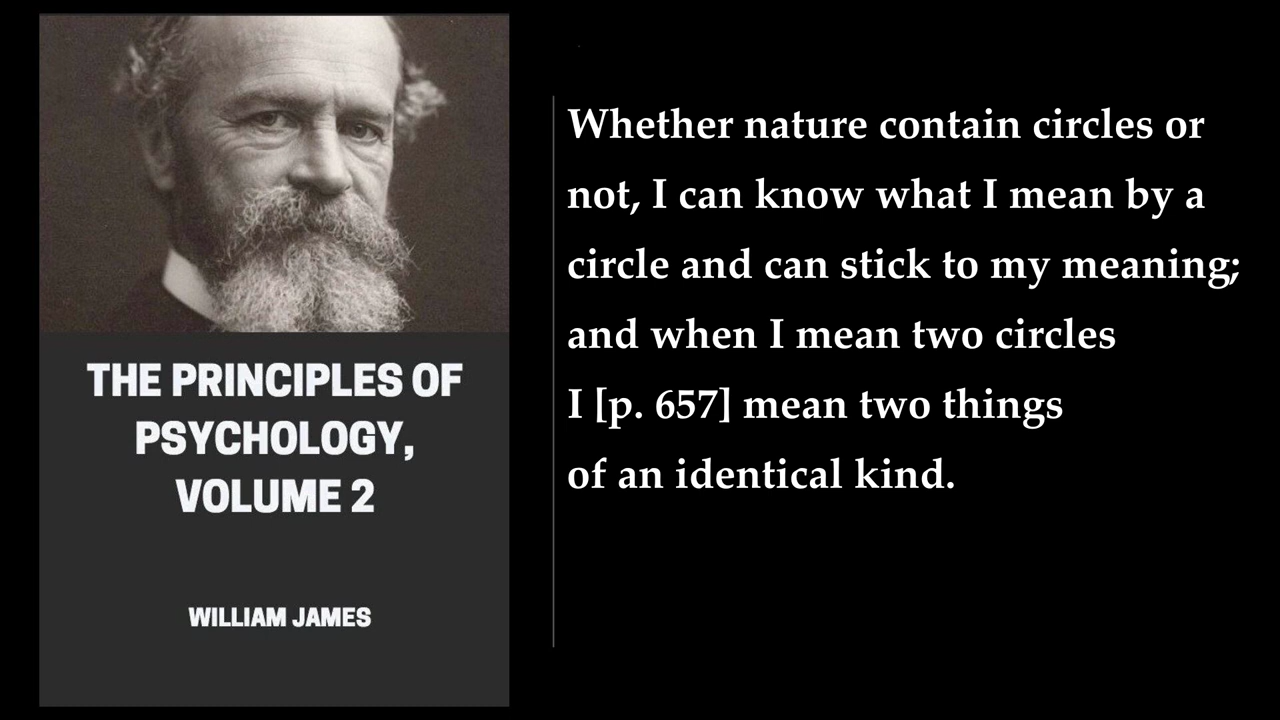 THE PRINCIPLES OF
PSYCHOLOGY,
VOLUME 2
WILLIAM JAMES
Whether nature contain circles or
not, I can know what I mean by a
circle and can stick to my meaning;
and when I mean two circles
I [p. 657] mean two things
of an identical kind.